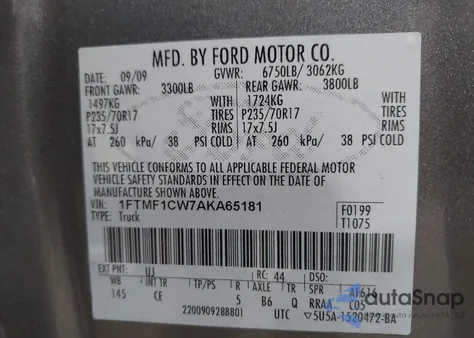 MFD. BY FORD MOTOR CO.
DATE: 09/09 GVWR: 6750LB/ 3062KG
FRONT GAWR: 3300LB REAR GAWR: 3800LB
1497KG WITH 1724KG WITH
P235/70R17 TIRES P235/70R17 TIRES
17x7.5J RIMS 17x7.5J RIMS
AT 260 kPa/ 38 PSI COLD AT 260 kPa/ 38 PSI COLD
THIS VEHICLE CONFORMS TO ALL APPLICABLE FEDERAL MOTOR
VEHICLE SAFETY STANDARDS IN EFFECT ON THE DATE OF
MANUFACTURE SHOWN ABOVE.
VIN: 1FTMF1CW7AKA65181 F0199
TYPE: Truck T1075
EXT PNT: UJ RC: 44 DSO:
WB INT TR TP/PS R AXLE TR SPR AF616
145 CE 5 B6 Q RRAA C05
2200909288801 UTC 5U5A-1520472-BA
autaSnap